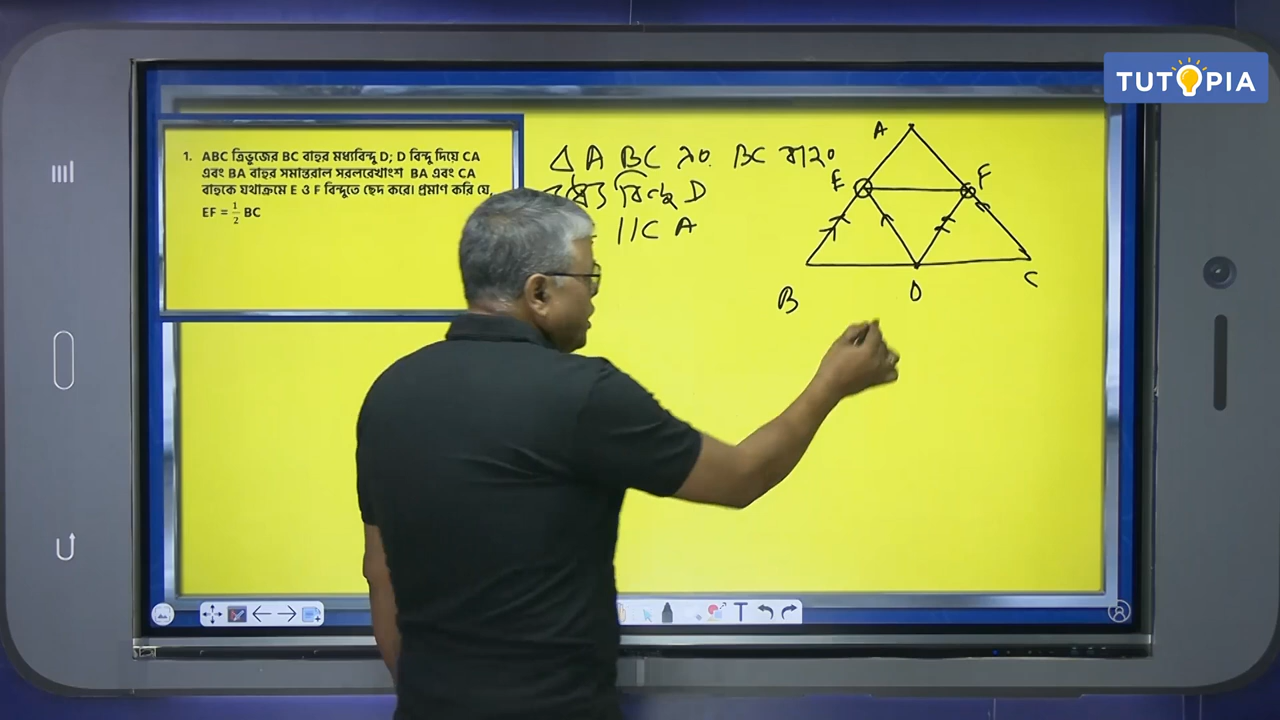 TUTOPIA
1. ABC ত্রিভুজের BC বাহুর মধ্যবিন্দু D; D বিন্দু দিয়ে CA
এবং BA বাহুর সমান্তরাল সরলরেখাংশ BA এবং CA
বাহুকে যথাক্রমে E ও F বিন্দুতে ছেদ করে। প্রমাণ করি যে,
EF = 1/2 BC
Δ ABC এর BC বাহুর
বিন্দু D
||CA
A
E F
B D C
T